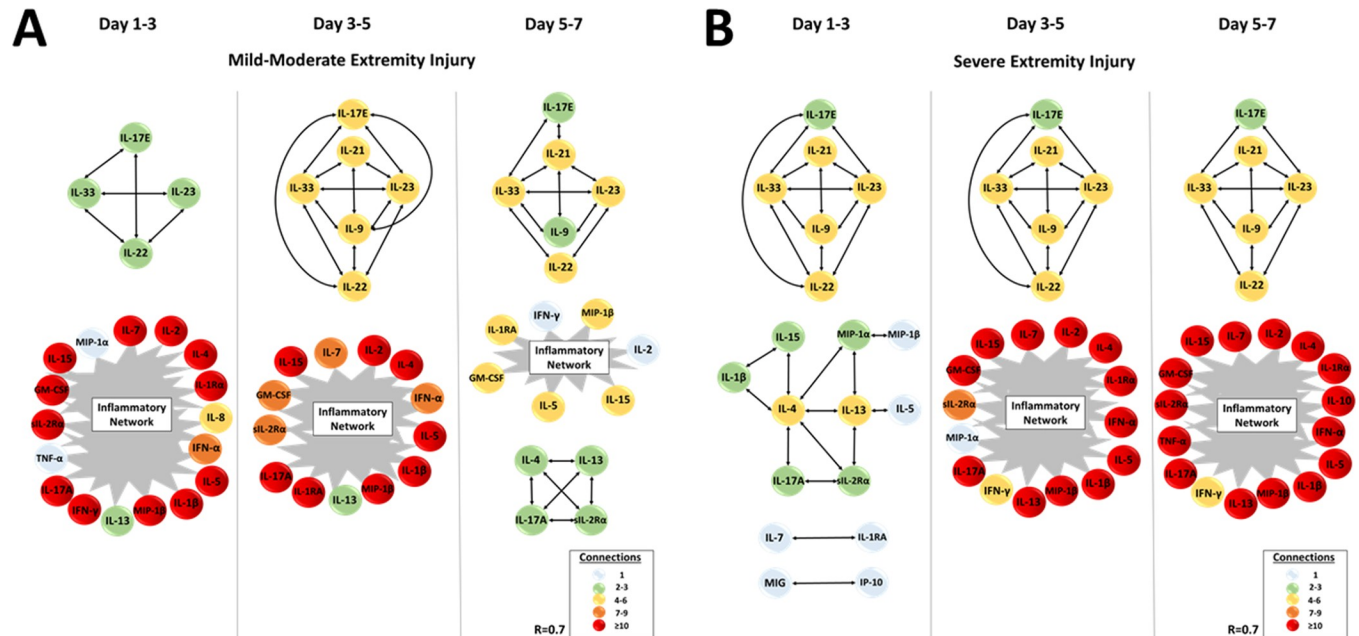 A
Day 1-3
Day 3-5
Day 5-7
Mild-Moderate Extremity Injury
IL-17E
IL-33
IL-23
IL-22
IL-7
IL-2
MIP-1α
IL-4
IL-15
IL-1Rα
GM-CSF
IL-8
sIL-2Rα
Inflammatory
Network
IFN-α
TNF-α
IL-5
IL-17A
IL-1β
IFN-γ
MIP-1β
IL-13
IL-17E
IL-21
IL-33
IL-23
IL-9
IL-22
IL-7
IL-2
IL-15
IL-4
GM-CSF
IFN-α
sIL-2Rα
Inflammatory
Network
IL-5
IL-17A
IL-1β
IL-1RA
MIP-1β
IL-13
IL-17E
IL-21
IL-33
IL-23
IL-9
IL-22
IFN-γ
MIP-1β
IL-1RA
IL-2
Inflammatory
Network
GM-CSF
IL-5
IL-15
IL-4
IL-13
IL-17A
sIL-2Rα
Connections
1
2-3
4-6
7-9
≥10
R=0.7
B
Day 1-3
Day 3-5
Day 5-7
Severe Extremity Injury
IL-17E
IL-21
IL-33
IL-23
IL-9
IL-22
IL-15
MIP-1α
MIP-1β
IL-1β
IL-4
IL-13
IL-5
IL-17A
sIL-2Rα
IL-7
IL-1RA
MIG
IP-10
IL-17E
IL-21
IL-33
IL-23
IL-9
IL-22
IL-7
IL-2
IL-15
IL-4
GM-CSF
IL-1Rα
sIL-2Rα
Inflammatory
Network
IFN-α
MIP-1α
IL-5
IL-17A
IL-1β
IFN-γ
MIP-1β
IL-13
IL-17E
IL-21
IL-33
IL-23
IL-9
IL-22
IL-7
IL-2
IL-15
IL-4
GM-CSF
IL-1Rα
sIL-2Rα
IL-10
Inflammatory
Network
TNF-α
IFN-α
IL-17A
IL-5
IFN-γ
IL-1β
IL-13
MIP-1β
Connections
1
2-3
4-6
7-9
≥10
R=0.7